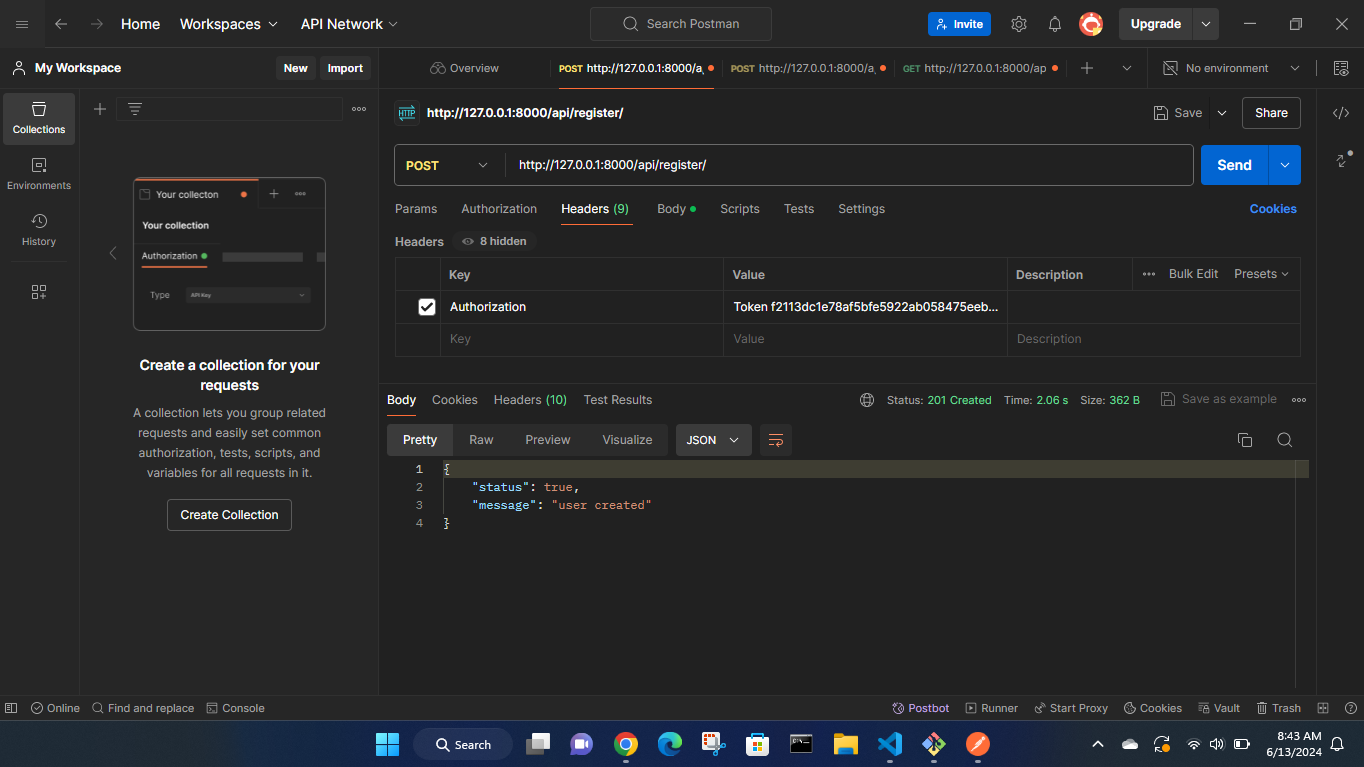 Home Workspaces API Network Search Postman Invite Upgrade
My Workspace New Import Overview POST http://127.0.0.1:8000/a POST http://127.0.0.1:8000/a GET http://127.0.0.1:8000/ap No environment
Collections
Environments
History
Your collecton
Your collection
Authorization
Type API Key
Create a collection for your
requests
A collection lets you group related
requests and easily set common
authorization, tests, scripts, and
variables for all requests in it.
Create Collection
HTTP http://127.0.0.1:8000/api/register/ Save Share
POST http://127.0.0.1:8000/api/register/ Send
Params Authorization Headers (9) Body Scripts Tests Settings Cookies
Headers 8 hidden
Key Value Description Bulk Edit Presets
Authorization Token f2113dc1e78af5bfe5922ab058475eeb...
Key Value Description
Body Cookies Headers (10) Test Results Status: 201 Created Time: 2.06 s Size: 362 B Save as example
Pretty Raw Preview Visualize JSON
1 {
2 "status": true,
3 "message": "user created"
4 }
Online Find and replace Console Postbot Runner Start Proxy Cookies Vault Trash
Search 8:43 AM
6/13/2024